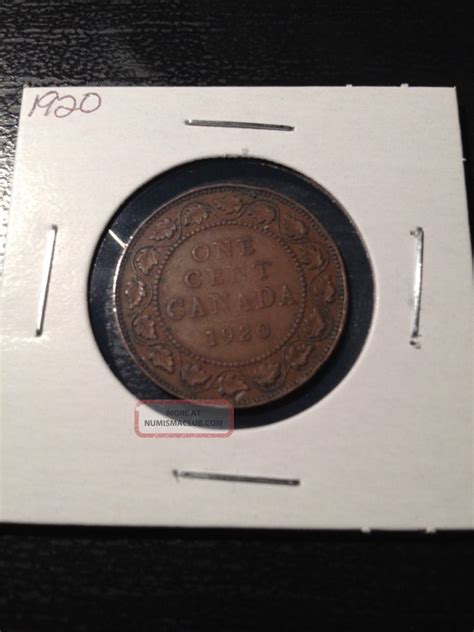 1920
ONE
CENT
CANADA
1920
MORE AT
NUMISMACLUB.COM